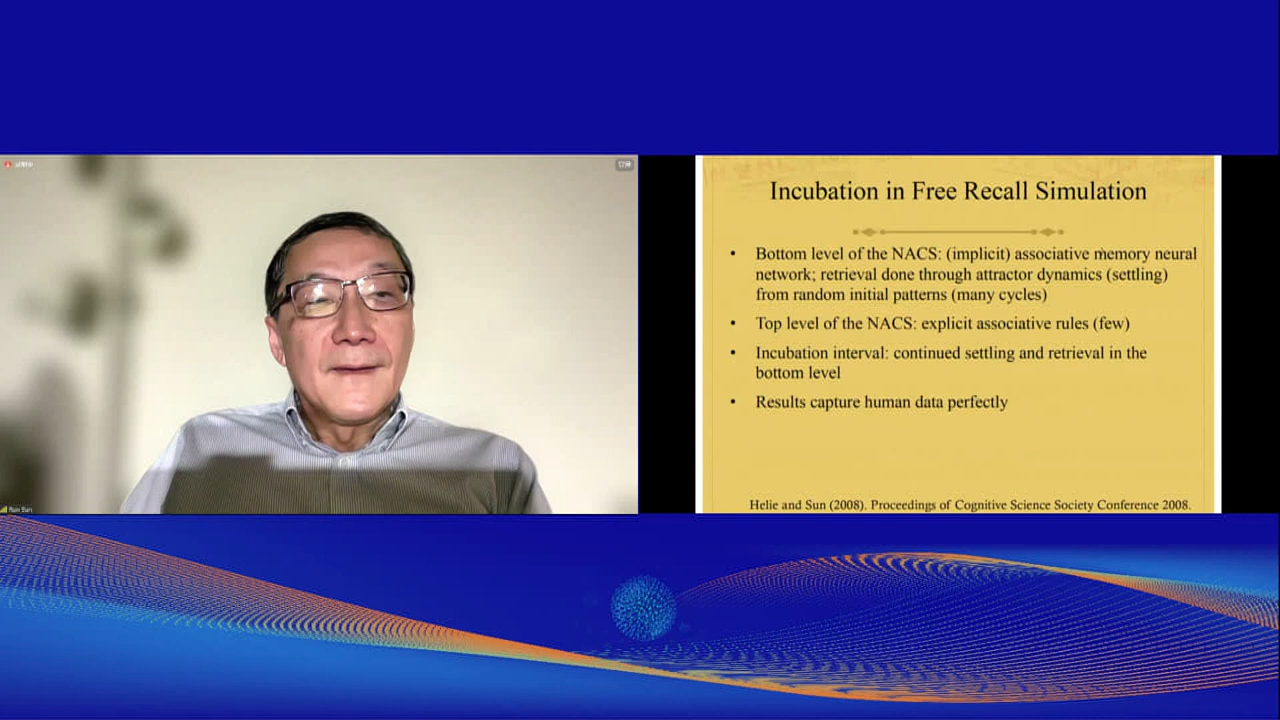 Incubation in Free Recall Simulation
• Bottom level of the NACS: (implicit) associative memory neural
network; retrieval done through attractor dynamics (settling)
from random initial patterns (many cycles)
• Top level of the NACS: explicit associative rules (few)
• Incubation interval: continued settling and retrieval in the
bottom level
• Results capture human data perfectly
Helie and Sun (2008). Proceedings of Cognitive Science Society Conference 2008.
Ron Sun